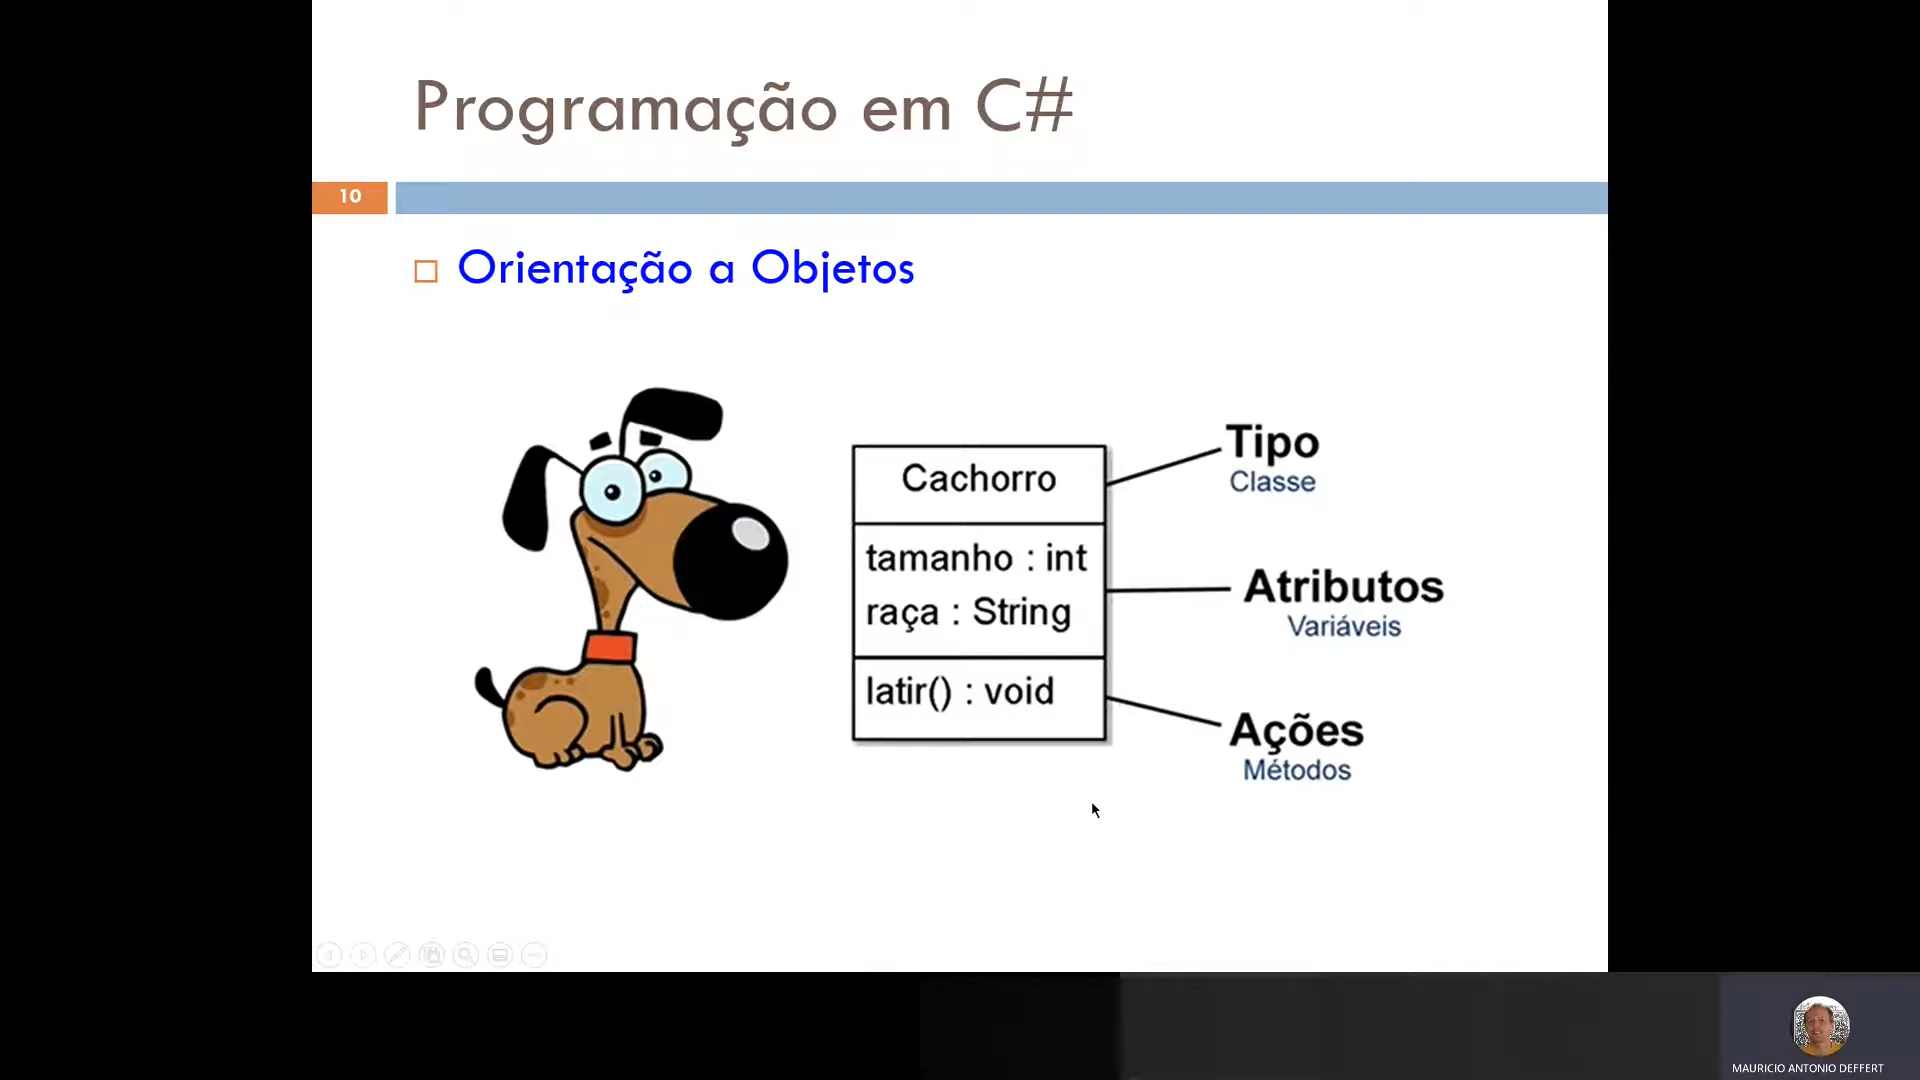 Programação em C#
10
Orientação a Objetos
Cachorro
tamanho : int
raça : String
latir() : void
Tipo
Classe
Atributos
Variáveis
Ações
Métodos
MAURICIO ANTONIO DEFFERT